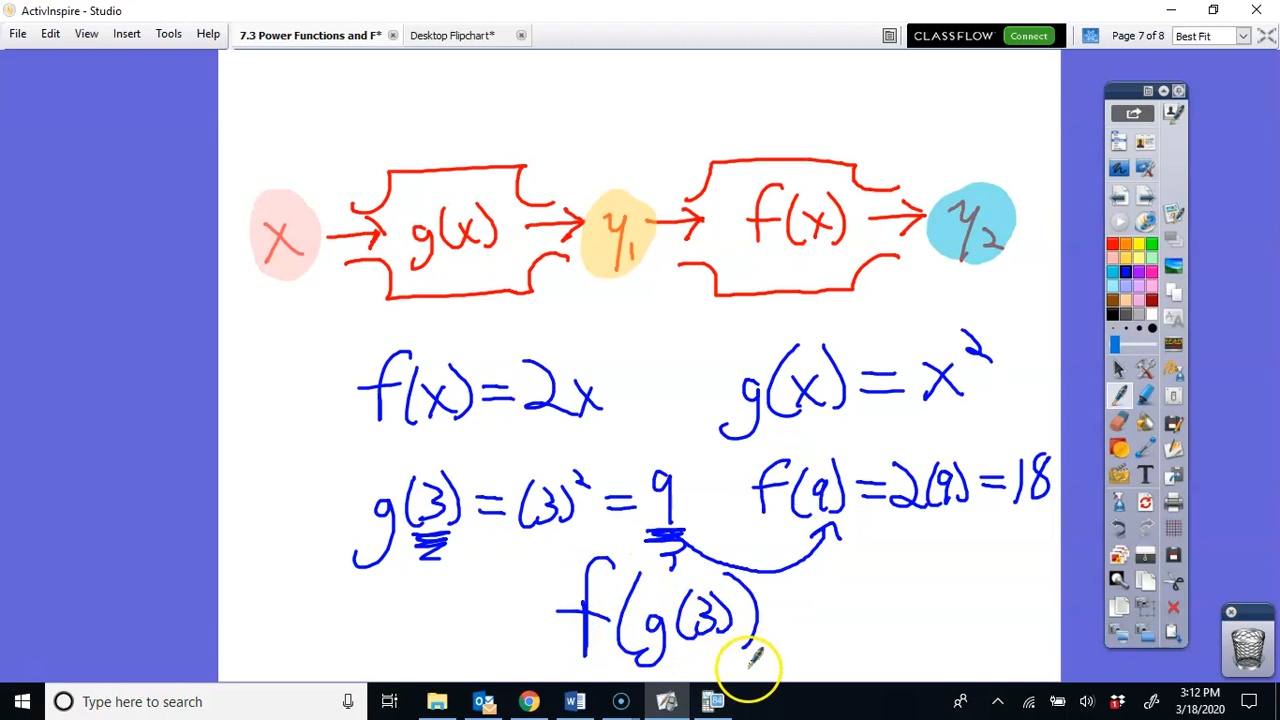 ActivInspire - Studio
File Edit View Insert Tools Help 7.3 Power Functions and F* Desktop Flipchart* CLASSFLOW Connect Page 7 of 8 Best Fit
x → g(x) → y₁ → f(x) → y₂
f(x) = 2x g(x) = x²
g(3) = (3)² = 9 f(9) = 2(9) = 18
f(g(3))
Type here to search 3:12 PM
3/18/2020